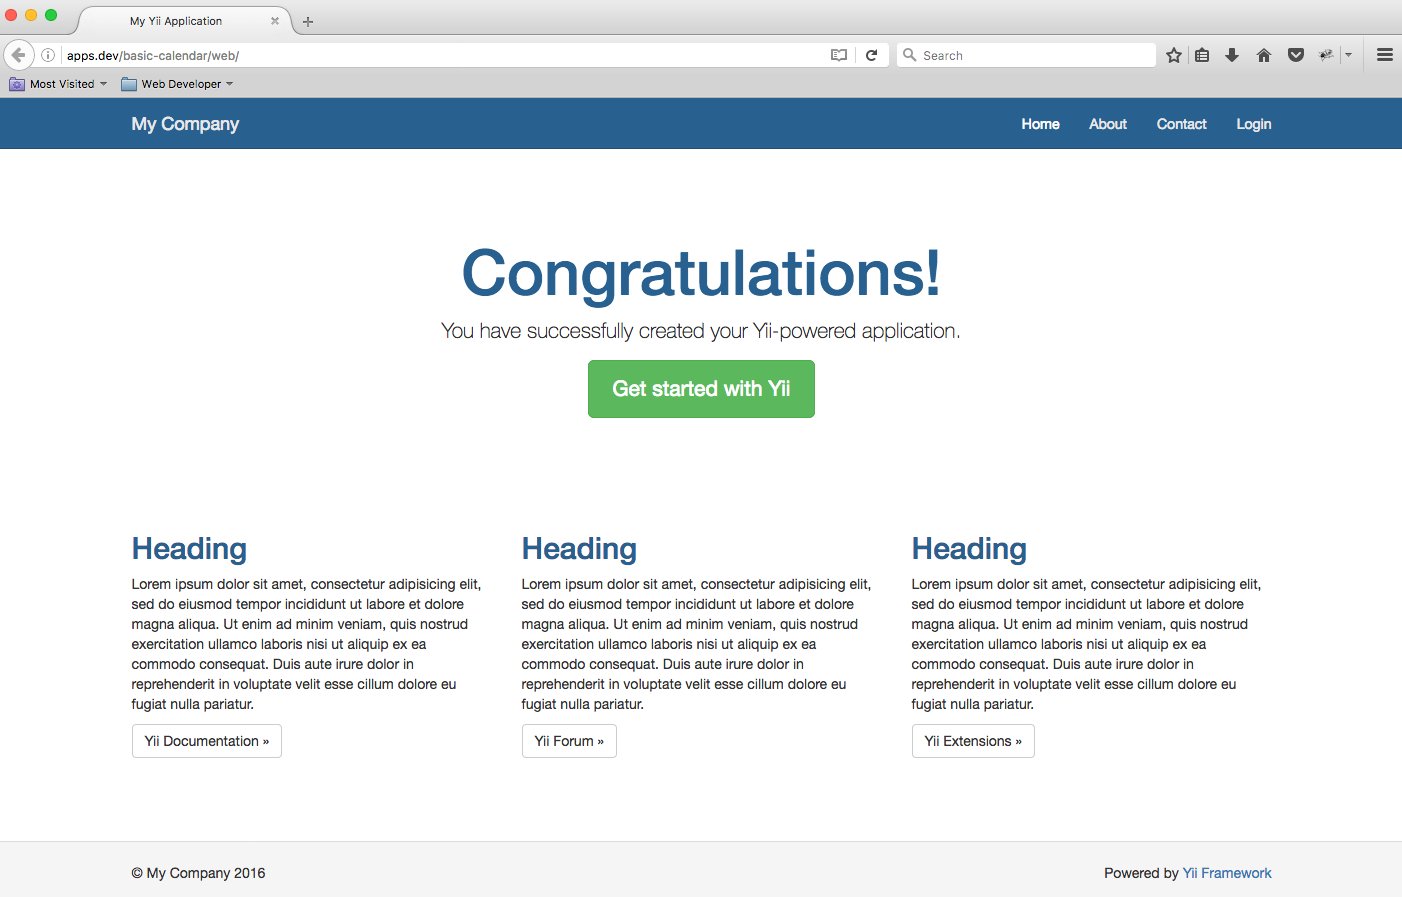 My Yii Application
apps.dev/basic-calendar/web/
Search
Most Visited
Web Developer
My Company
Home
About
Contact
Login
Congratulations!
You have successfully created your Yii-powered application.
Get started with Yii
Heading
Lorem ipsum dolor sit amet, consectetur adipisicing elit,
sed do eiusmod tempor incididunt ut labore et dolore
magna aliqua. Ut enim ad minim veniam, quis nostrud
exercitation ullamco laboris nisi ut aliquip ex ea
commodo consequat. Duis aute irure dolor in
reprehenderit in voluptate velit esse cillum dolore eu
fugiat nulla pariatur.
Yii Documentation »
Heading
Lorem ipsum dolor sit amet, consectetur adipisicing elit,
sed do eiusmod tempor incididunt ut labore et dolore
magna aliqua. Ut enim ad minim veniam, quis nostrud
exercitation ullamco laboris nisi ut aliquip ex ea
commodo consequat. Duis aute irure dolor in
reprehenderit in voluptate velit esse cillum dolore eu
fugiat nulla pariatur.
Yii Forum »
Heading
Lorem ipsum dolor sit amet, consectetur adipisicing elit,
sed do eiusmod tempor incididunt ut labore et dolore
magna aliqua. Ut enim ad minim veniam, quis nostrud
exercitation ullamco laboris nisi ut aliquip ex ea
commodo consequat. Duis aute irure dolor in
reprehenderit in voluptate velit esse cillum dolore eu
fugiat nulla pariatur.
Yii Extensions »
© My Company 2016
Powered by Yii Framework